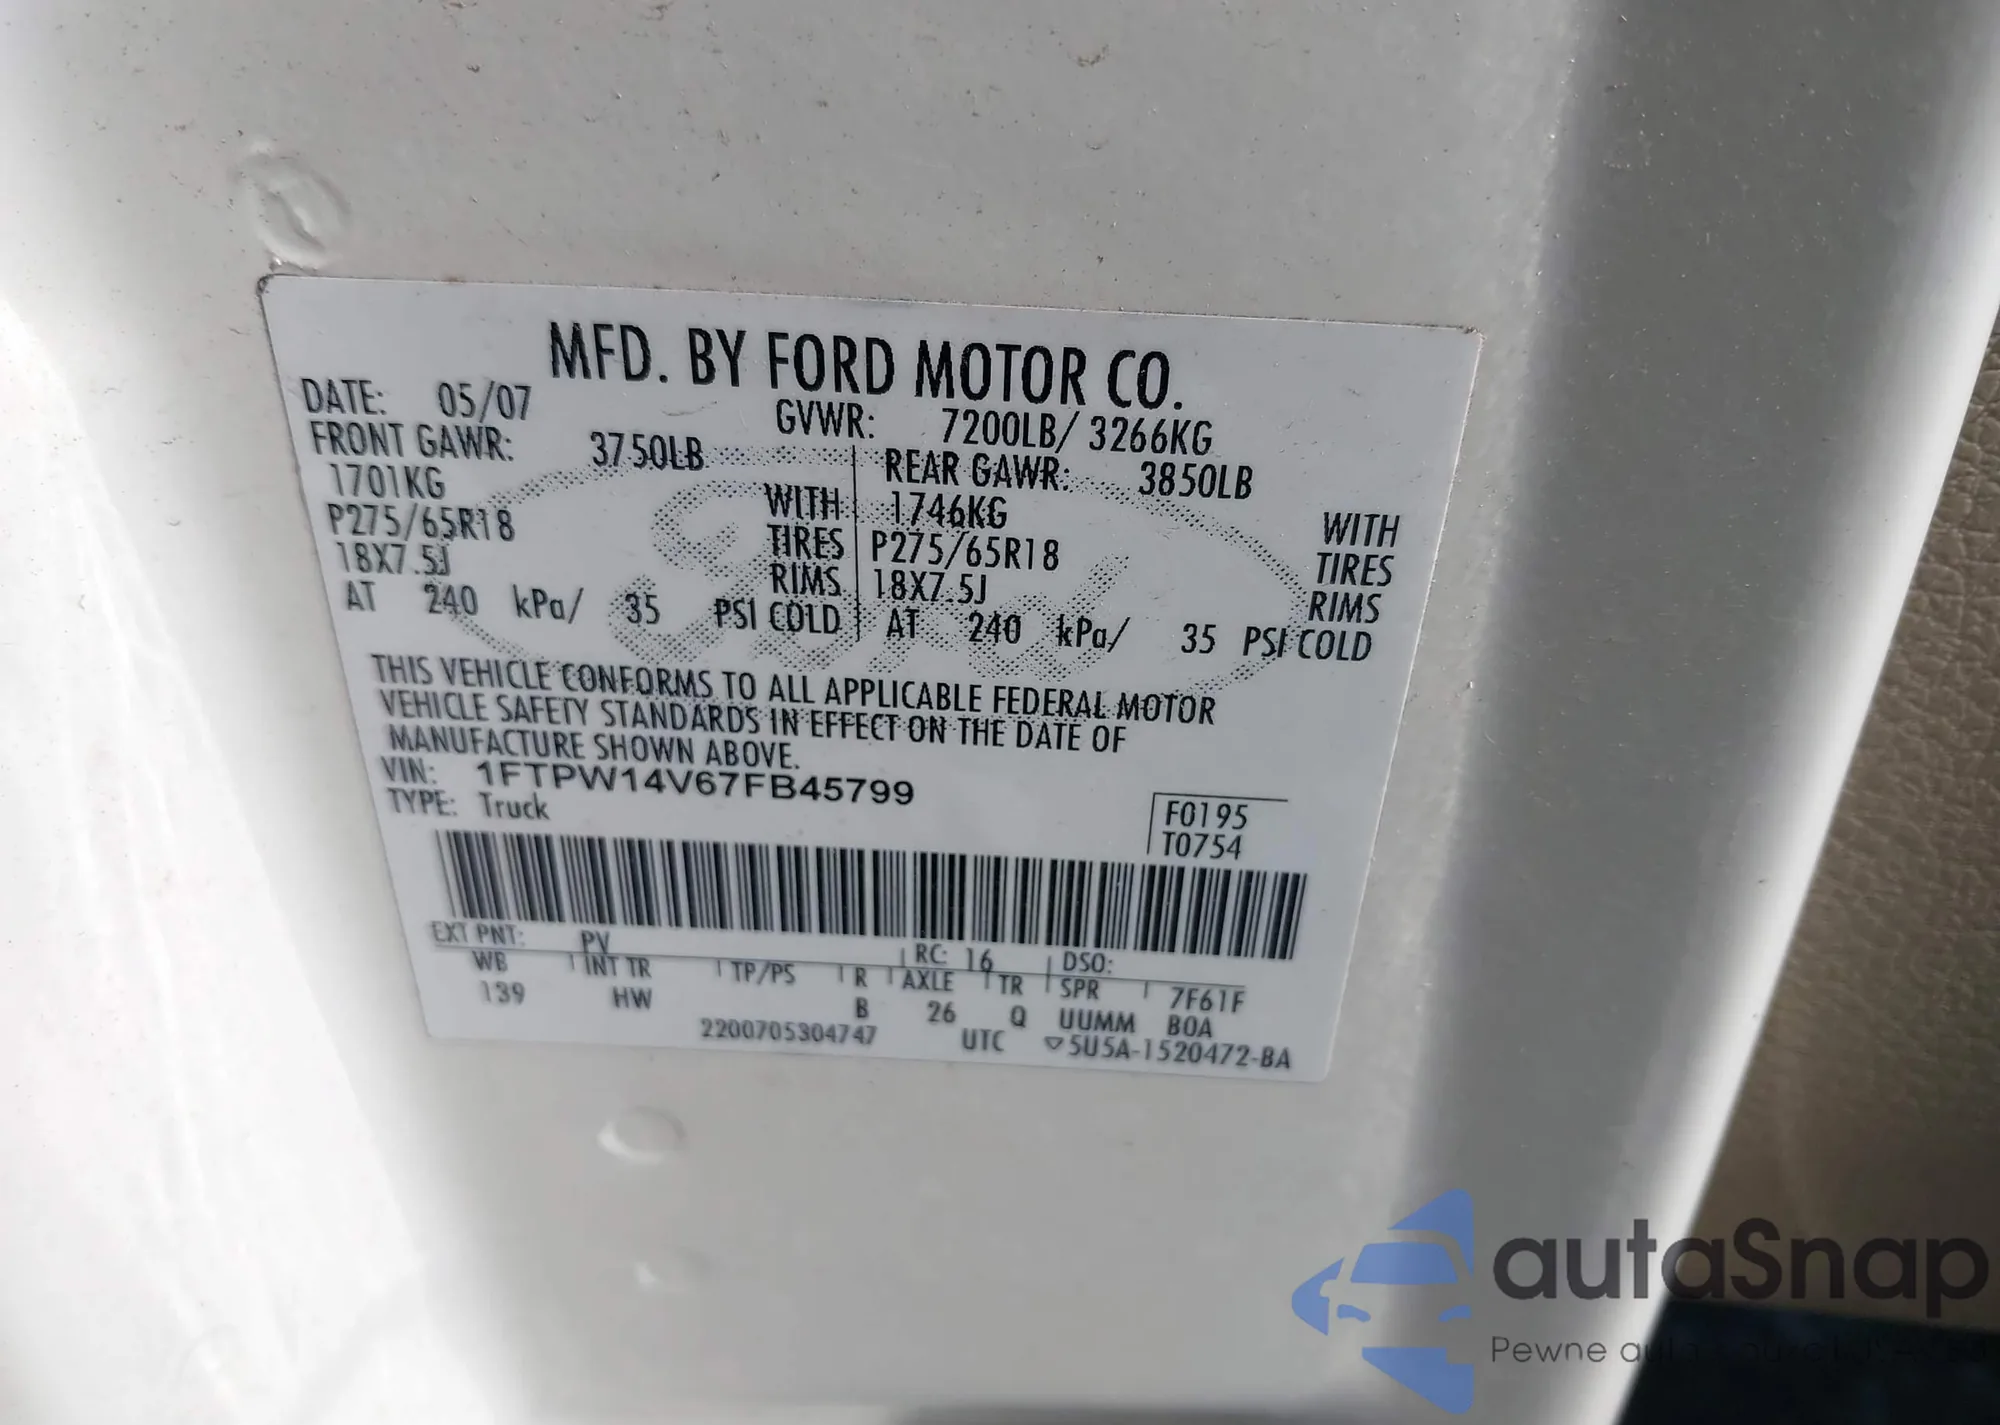 MFD. BY FORD MOTOR CO.
DATE: 05/07 GVWR: 7200LB/ 3266KG
FRONT GAWR: 3750LB REAR GAWR: 3850LB
1701KG WITH 1746KG WITH
P275/65R18 TIRES P275/65R18 TIRES
18X7.5J RIMS 18X7.5J RIMS
AT 240 kPa/ 35 PSI COLD AT 240 kPa/ 35 PSI COLD
THIS VEHICLE CONFORMS TO ALL APPLICABLE FEDERAL MOTOR
VEHICLE SAFETY STANDARDS IN EFFECT ON THE DATE OF
MANUFACTURE SHOWN ABOVE.
VIN: 1FTPW14V67FB45799
TYPE: Truck
F0195
T0754
EXT PNT: PV RC: 16 DSO:
WB INT TR TP/PS R AXLE TR SPR 7F61F
139 HW B 26 Q UUMM BOA
2200705304747 UTC ▽5U5A-1520472-BA
autaSnap
Pewne